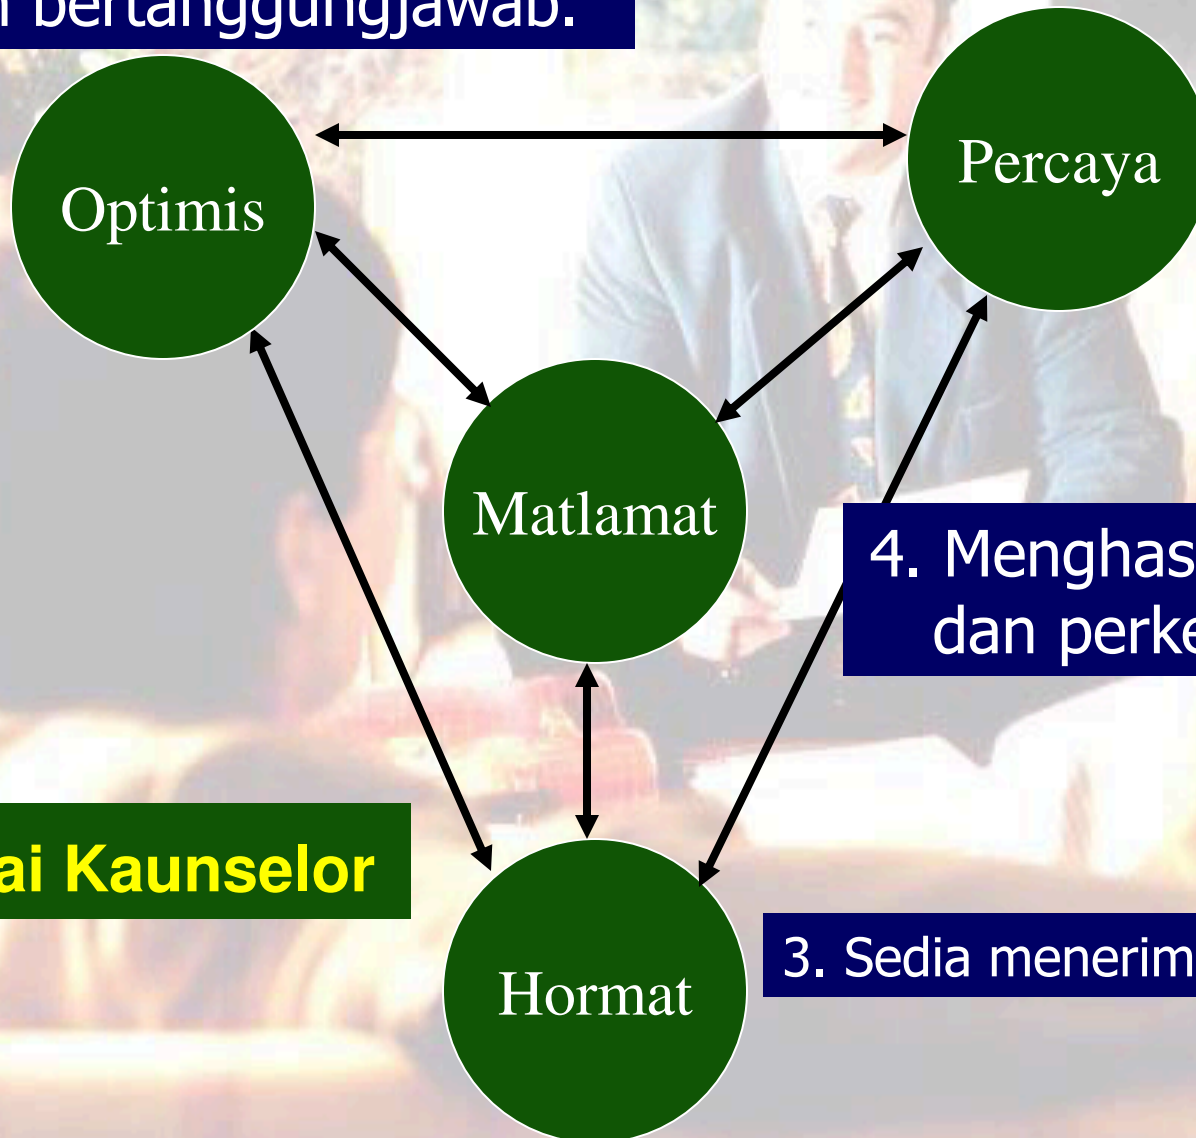 bertanggungjawab.
Optimis
Percaya
Matlamat
4. Menghas
dan perke
ai Kaunselor
Hormat
3. Sedia menerim